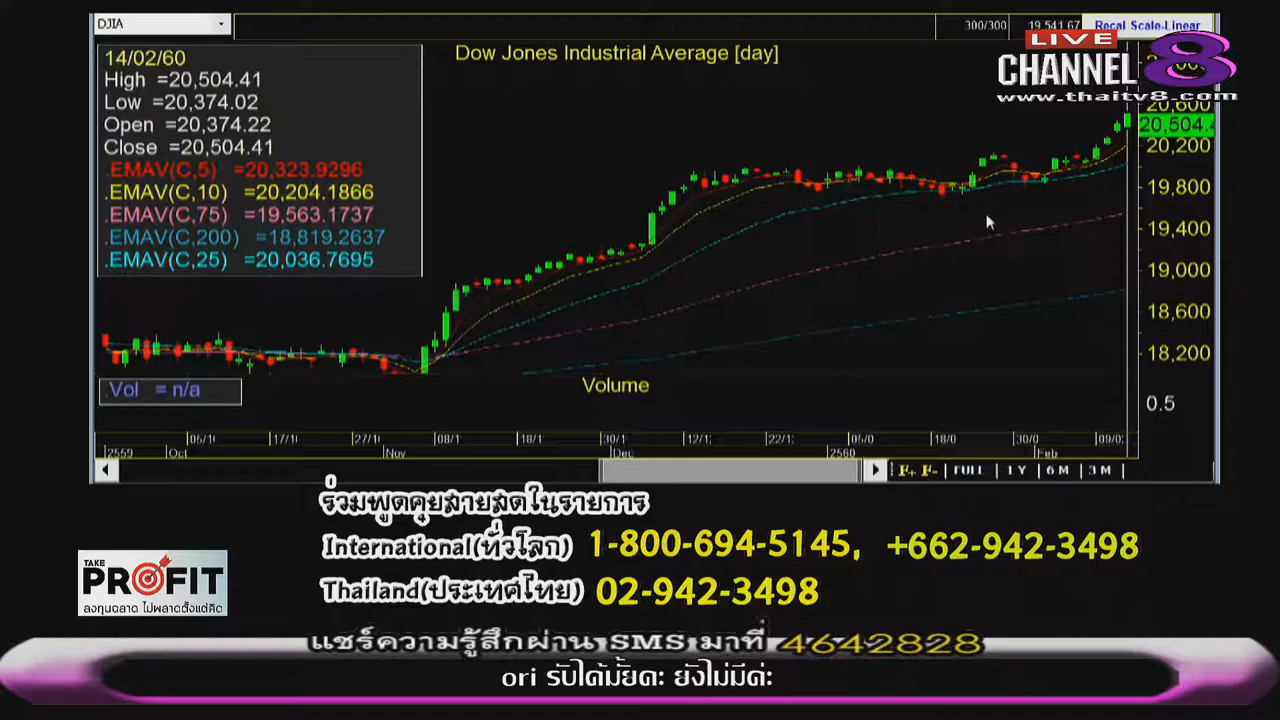 DJIA
300/300 19,541.67 Recal Scale-Linear
LIVE
CHANNEL 8
www.thaitv8.com
Dow Jones Industrial Average [day]
14/02/60
High =20,504.41
Low =20,374.02
Open =20,374.22
Close =20,504.41
.EMAV(C,5) =20,323.9296
.EMAV(C,10) =20,204.1866
.EMAV(C,75) =19,563.1737
.EMAV(C,200) =18,819.2637
.EMAV(C,25) =20,036.7695
20,600
20,504.4
20,200
19,800
19,400
19,000
18,600
18,200
.Vol = n/a
Volume
0.5
06/1 17/1 27/1 08/1 18/1 30/1 12/1 22/1 05/0 18/0 30/0 09/0
2559 Oct Nov Dec 2560 Feb
F+ F- FULL 1 Y 6 M 3 M
ร่วมพูดคุยสายสดในรายการ
International(ทั่วโลก) 1-800-694-5145, +662-942-3498
Thailand(ประเทศไทย) 02-942-3498
TAKE
PROFIT
ลงทุนฉลาด ไม่พลาดตั้งแต่คิด
แชร์ความรู้สึกผ่าน SMS มาที่ 4642828
ori รับได้มั้ยคะ ยังไม่มีค่ะ